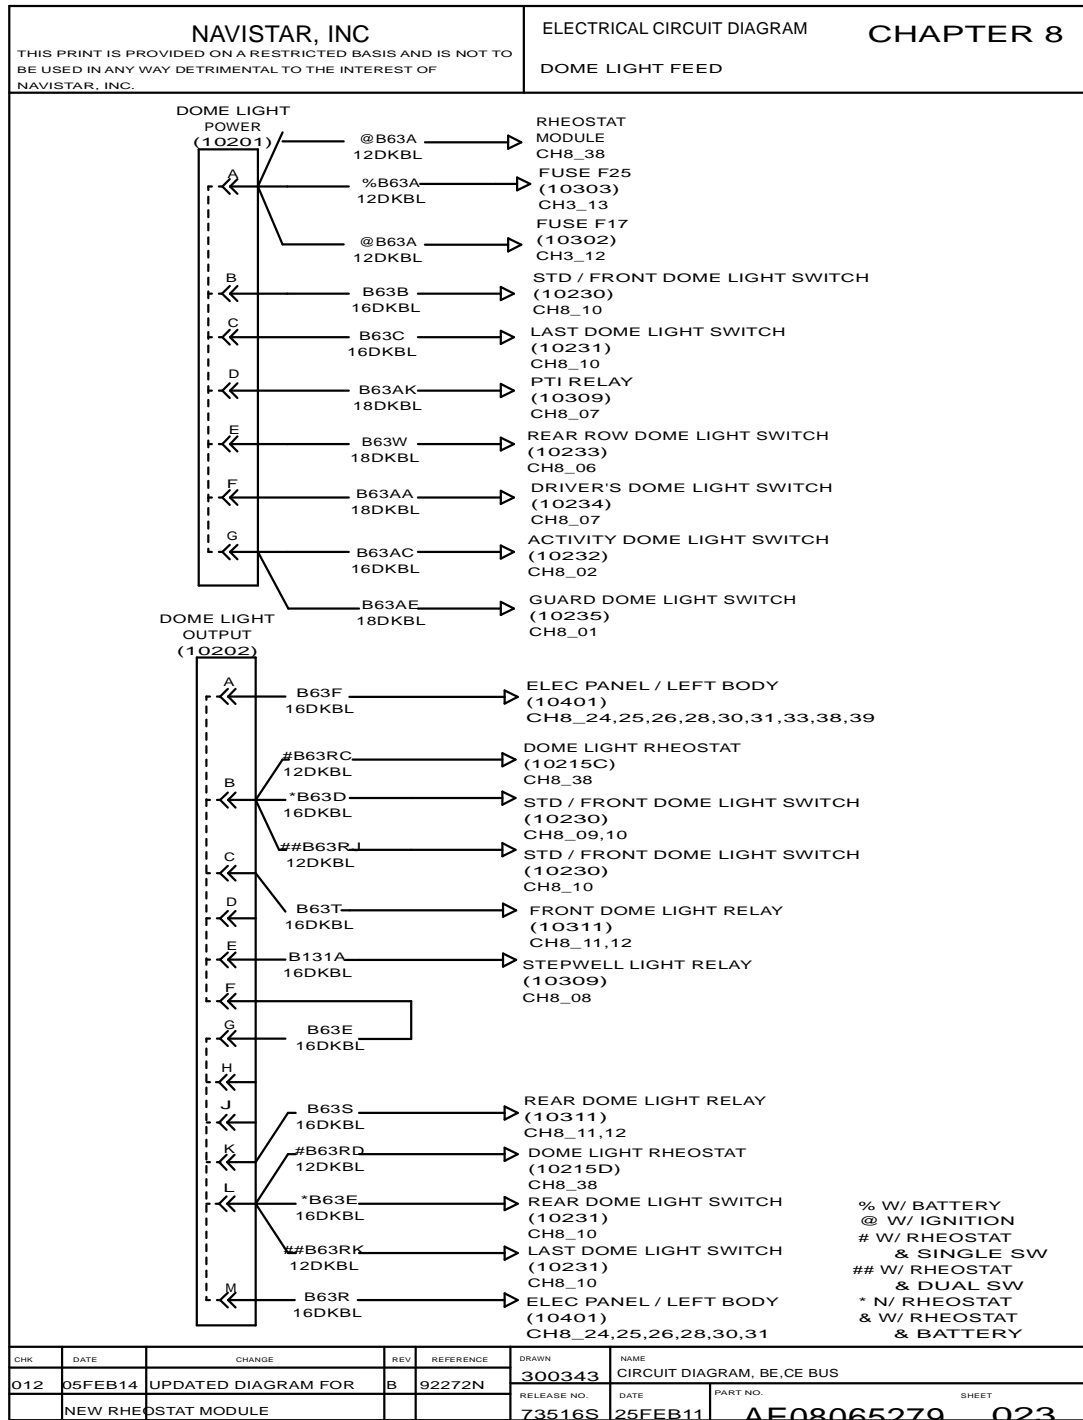 NAVISTAR, INC
THIS PRINT IS PROVIDED ON A RESTRICTED BASIS AND IS NOT TO
BE USED IN ANY WAY DETRIMENTAL TO THE INTEREST OF
NAVISTAR, INC.
ELECTRICAL CIRCUIT DIAGRAM
DOME LIGHT FEED
CHAPTER 8
DOME LIGHT
POWER
(10201)
@B63A
12DKBL
RHEOSTAT
MODULE
CH8_38
A
%B63A
12DKBL
FUSE F25
(10303)
CH3_13
@B63A
12DKBL
FUSE F17
(10302)
CH3_12
B
B63B
16DKBL
STD / FRONT DOME LIGHT SWITCH
(10230)
CH8_10
C
B63C
16DKBL
LAST DOME LIGHT SWITCH
(10231)
CH8_10
D
B63AK
18DKBL
PTI RELAY
(10309)
CH8_07
E
B63W
18DKBL
REAR ROW DOME LIGHT SWITCH
(10233)
CH8_06
F
B63AA
18DKBL
DRIVER'S DOME LIGHT SWITCH
(10234)
CH8_07
G
B63AC
16DKBL
ACTIVITY DOME LIGHT SWITCH
(10232)
CH8_02
B63AE
18DKBL
GUARD DOME LIGHT SWITCH
(10235)
CH8_01
DOME LIGHT
OUTPUT
(10202)
A
B63F
16DKBL
ELEC PANEL / LEFT BODY
(10401)
CH8_24,25,26,28,30,31,33,38,39
#B63RC
12DKBL
DOME LIGHT RHEOSTAT
(10215C)
CH8_38
B
*B63D
16DKBL
STD / FRONT DOME LIGHT SWITCH
(10230)
CH8_09,10
##B63RJ
12DKBL
STD / FRONT DOME LIGHT SWITCH
(10230)
CH8_10
C
B63T
16DKBL
FRONT DOME LIGHT RELAY
(10311)
CH8_11,12
D
E
B131A
16DKBL
STEPWELL LIGHT RELAY
(10309)
CH8_08
F
G
B63E
16DKBL
H
J
B63S
16DKBL
REAR DOME LIGHT RELAY
(10311)
CH8_11,12
K
#B63RD
12DKBL
DOME LIGHT RHEOSTAT
(10215D)
CH8_38
L
*B63E
16DKBL
REAR DOME LIGHT SWITCH
(10231)
CH8_10
##B63RK
12DKBL
LAST DOME LIGHT SWITCH
(10231)
CH8_10
M
B63R
16DKBL
ELEC PANEL / LEFT BODY
(10401)
CH8_24,25,26,28,30,31
% W/ BATTERY
@ W/ IGNITION
# W/ RHEOSTAT
& SINGLE SW
## W/ RHEOSTAT
& DUAL SW
* N/ RHEOSTAT
& W/ RHEOSTAT
& BATTERY
CHK DATE CHANGE REV REFERENCE
012 05FEB14 UPDATED DIAGRAM FOR B 92272N
NEW RHEOSTAT MODULE
DRAWN
300343
NAME
CIRCUIT DIAGRAM, BE,CE BUS
RELEASE NO.
73516S
DATE
25FEB11
PART NO.
AE08065279
SHEET
023